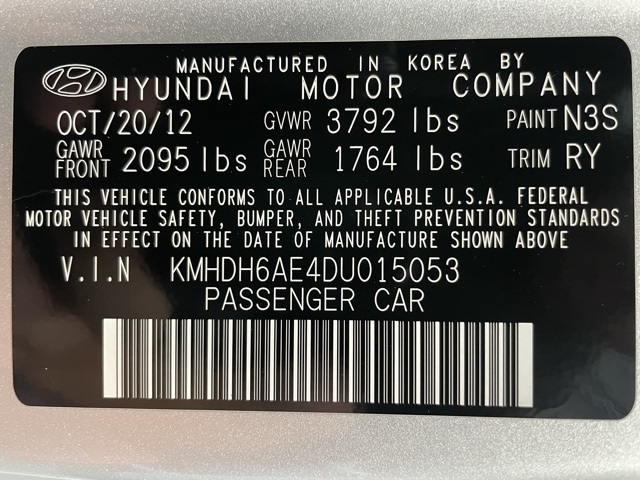 MANUFACTURED IN KOREA BY
HYUNDAI MOTOR COMPANY
OCT/20/12 GVWR 3792 lbs PAINT N3S
GAWR FRONT 2095 lbs GAWR REAR 1764 lbs TRIM RY
THIS VEHICLE CONFORMS TO ALL APPLICABLE U.S.A. FEDERAL
MOTOR VEHICLE SAFETY, BUMPER, AND THEFT PREVENTION STANDARDS
IN EFFECT ON THE DATE OF MANUFACTURE SHOWN ABOVE
V.I.N KMHDH6AE4DU015053
PASSENGER CAR